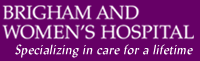 BRIGHAM AND
WOMEN'S HOSPITAL
Specializing in care for a lifetime